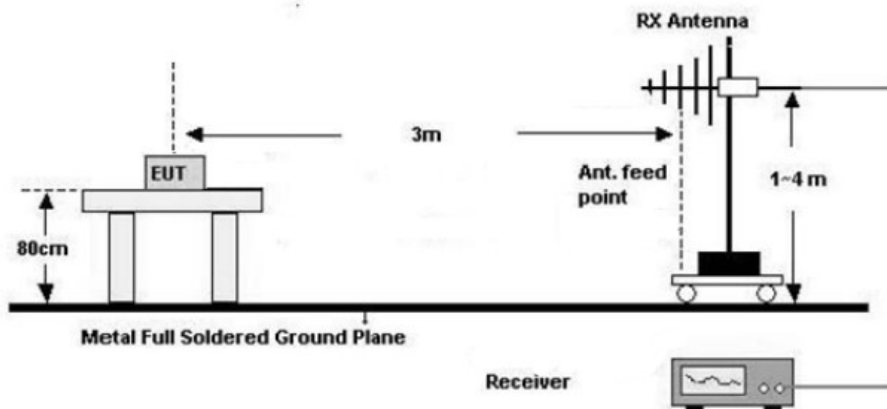 RX Antenna
3m
EUT
Ant. feed
point
1~4 m
80cm
Metal Full Soldered Ground Plane
Receiver